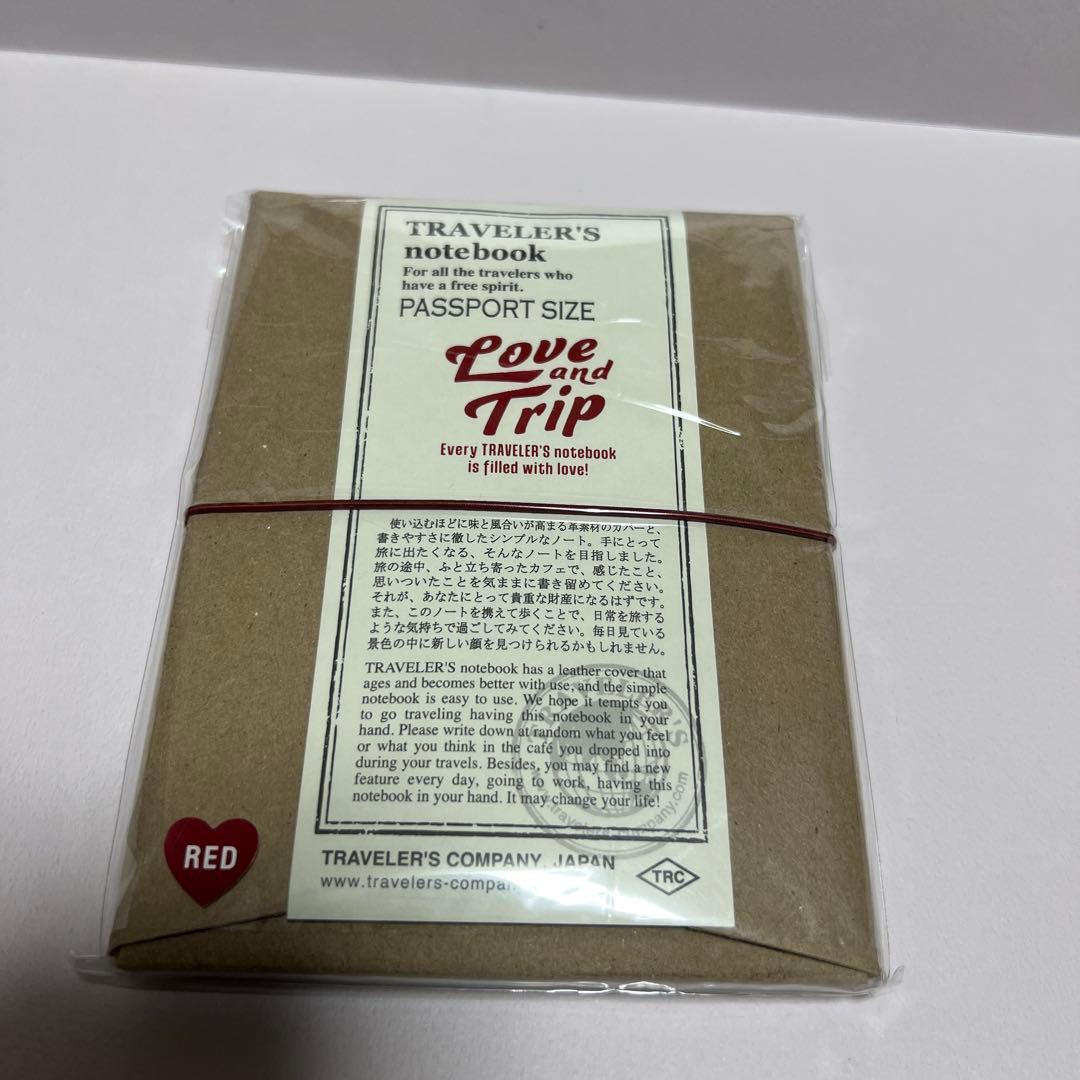 TRAVELER'S
notebook
For all the travelers who
have a free spirit.
PASSPORT SIZE
Love
and
Trip
Every TRAVELER'S notebook
is filled with love!
使い込むほどに味と風合いが高まる革素材のカバーと、
書きやすさに徹したシンプルなノート。手にとって
旅に出たくなる、そんなノートを目指しました。
旅の途中、ふと立ち寄ったカフェで、感じたこと、
思いついたことを気ままに書き留めてください。
それが、あなたにとって貴重な財産になるはずです。
また、このノートを携えて歩くことで、日常を旅する
ような気持ちで過ごしてみてください。毎日見ている
景色の中に新しい顔を見つけられるかもしれません。
TRAVELER'S notebook has a leather cover that
ages and becomes better with use, and the simple
notebook is easy to use. We hope it tempts you
to go traveling having this notebook in your
hand. Please write down at random what you feel
or what you think in the café you dropped into
during your travels. Besides, you may find a new
feature every day, going to work, having this
notebook in your hand. It may change your life!
TRAVELER'S
www.travelers-company.com
RED
TRAVELER'S COMPANY, JAPAN
www.travelers-compan
TRC